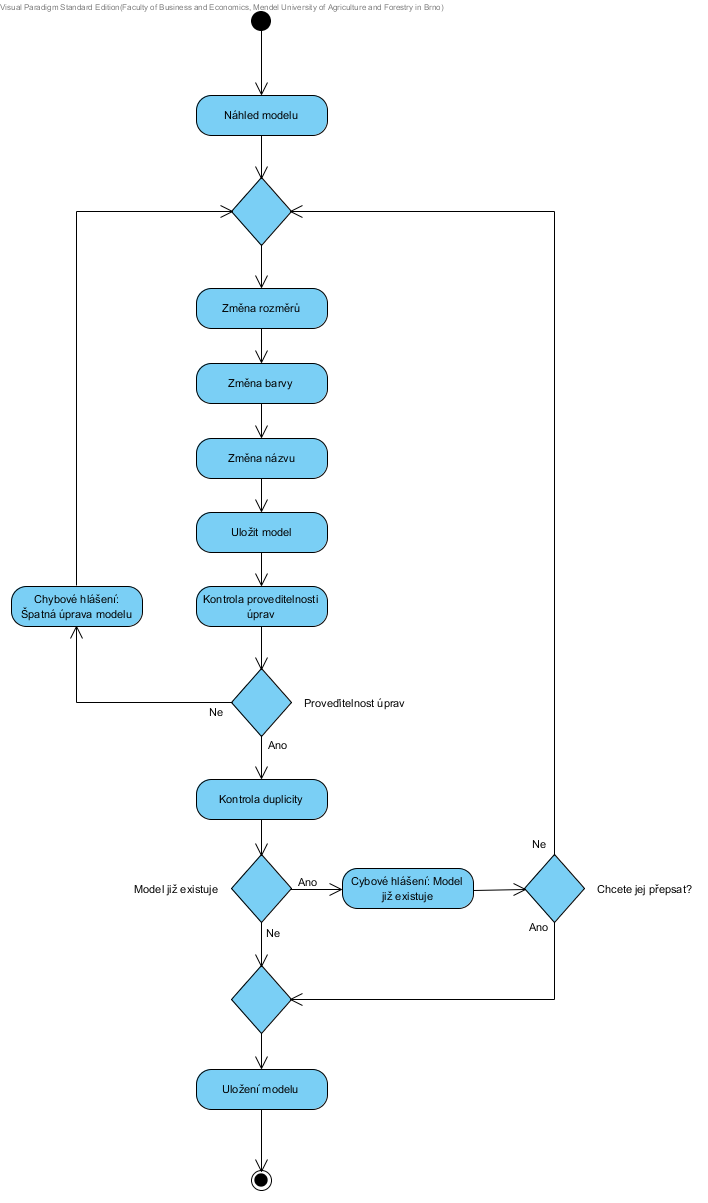 Visual Paradigm Standard Edition(Faculty of Business and Economics, Mendel University of Agriculture and Forestry in Brno)
Náhled modelu
Změna rozměrů
Změna barvy
Změna názvu
Uložit model
Chybové hlášení:
Špatná úprava modelu
Kontrola proveditelnosti
úprav
Proveditelnost úprav
Ne
Ano
Kontrola duplicity
Ne
Model již existuje
Ano
Cybové hlášení: Model
již existuje
Chcete jej přepsat?
Ne
Ano
Uložení modelu